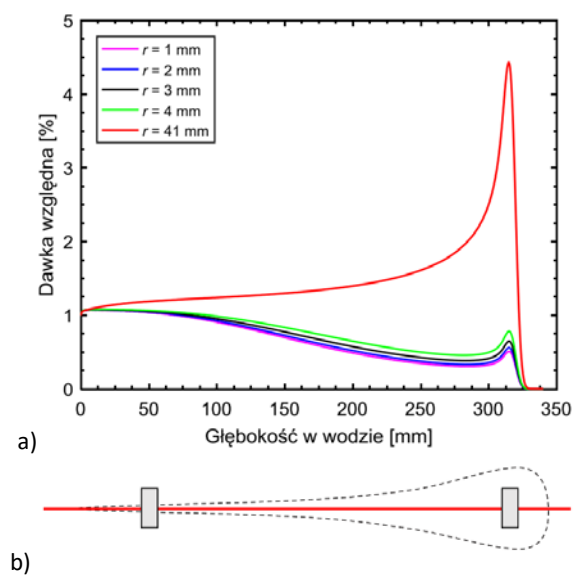 5
4
3
2
1
0
Dawka względna [%]
r = 1 mm
r = 2 mm
r = 3 mm
r = 4 mm
r = 41 mm
0 50 100 150 200 250 300 350
Głębokość w wodzie [mm]
a)
b)